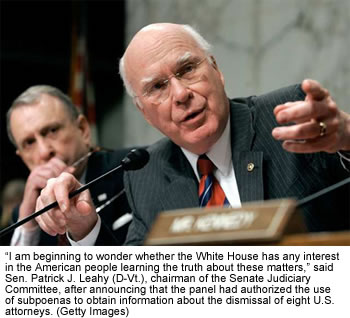 MR. KENNEDY
“I am beginning to wonder whether the White House has any interest
in the American people learning the truth about these matters,” said
Sen. Patrick J. Leahy (D-Vt.), chairman of the Senate Judiciary
Committee, after announcing that the panel had authorized the use
of subpoenas to obtain information about the dismissal of eight U.S.
attorneys. (Getty Images)